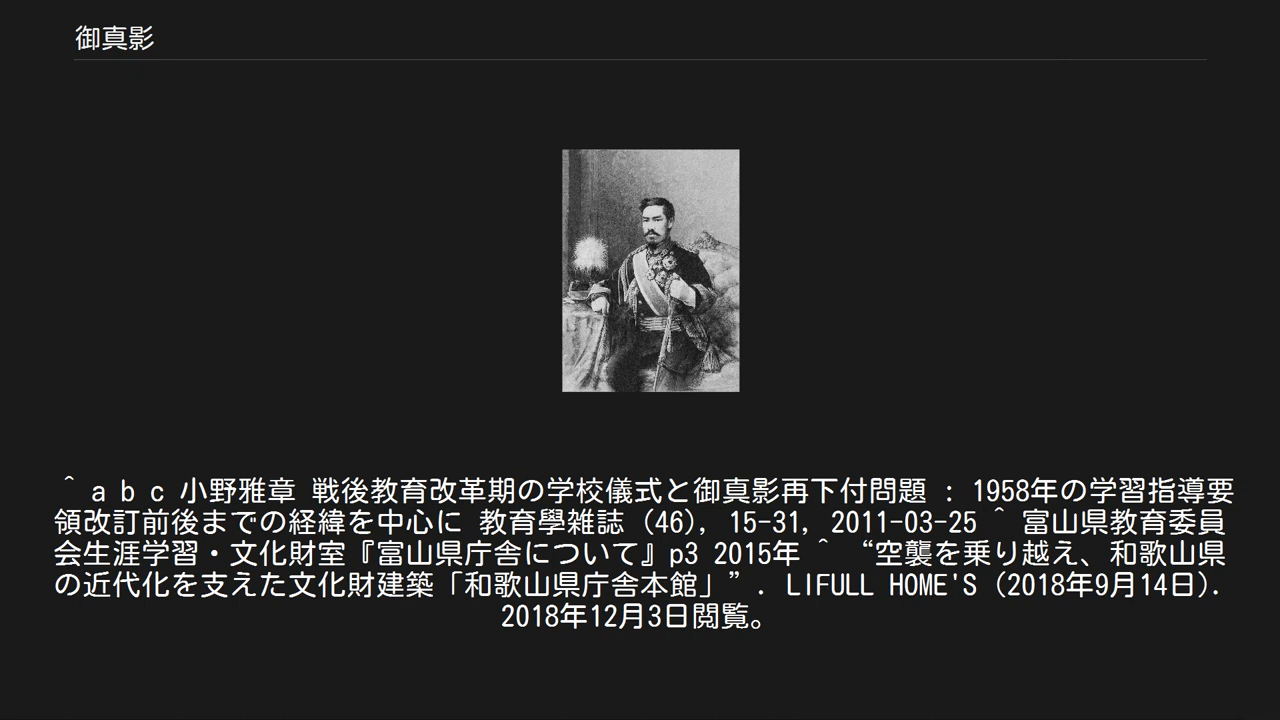 御真影
^ a b c 小野雅章 戦後教育改革期の学校儀式と御真影再下付問題 : 1958年の学習指導要
領改訂前後までの経緯を中心に 教育學雑誌 (46), 15-31, 2011-03-25 ^ 富山県教育委員
会生涯学習・文化財室『富山県庁舎について』p3 2015年 ^ “空襲を乗り越え、和歌山県
の近代化を支えた文化財建築「和歌山県庁舎本館」”. LIFULL HOME'S (2018年9月14日).
2018年12月3日閲覧。